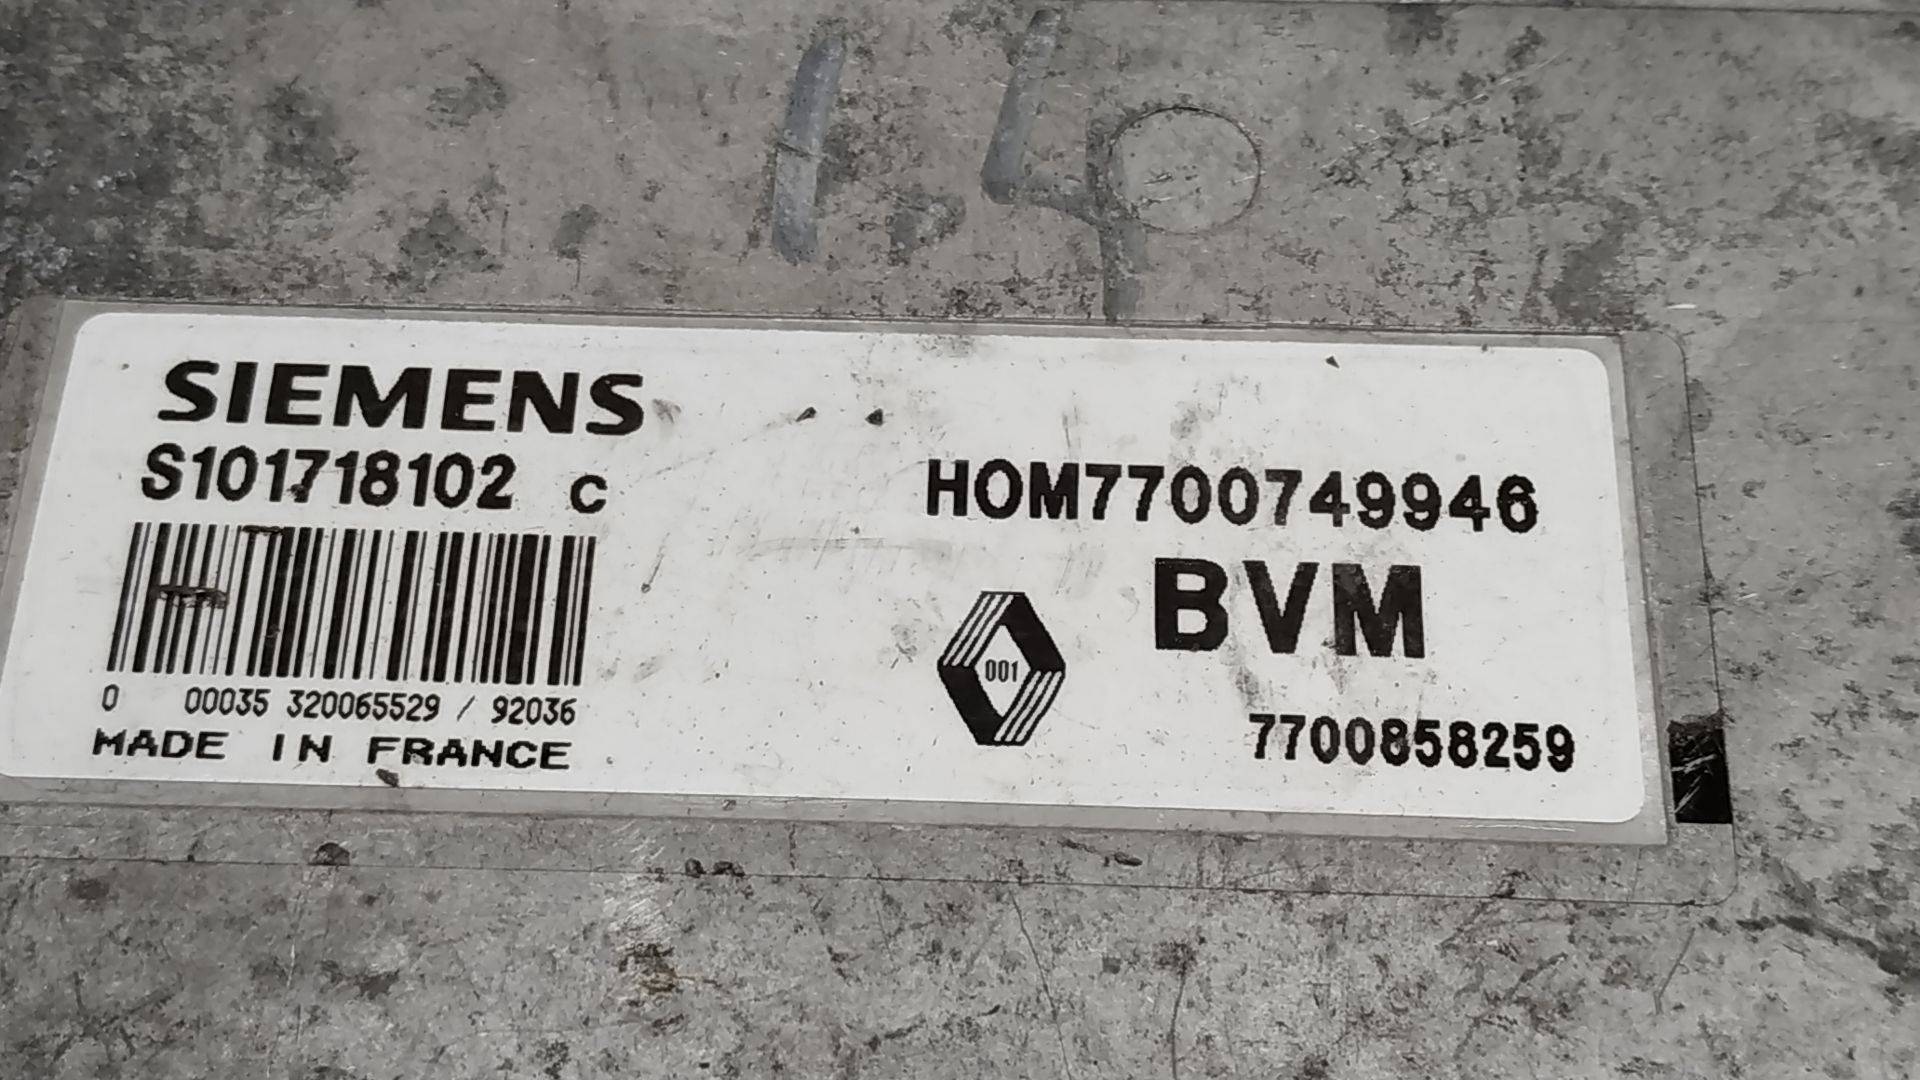 1.4
SIEMENS
S101718102 C
HOM7700749946
BVM
001
0 00035 320065529 / 92036
7700858259
MADE IN FRANCE